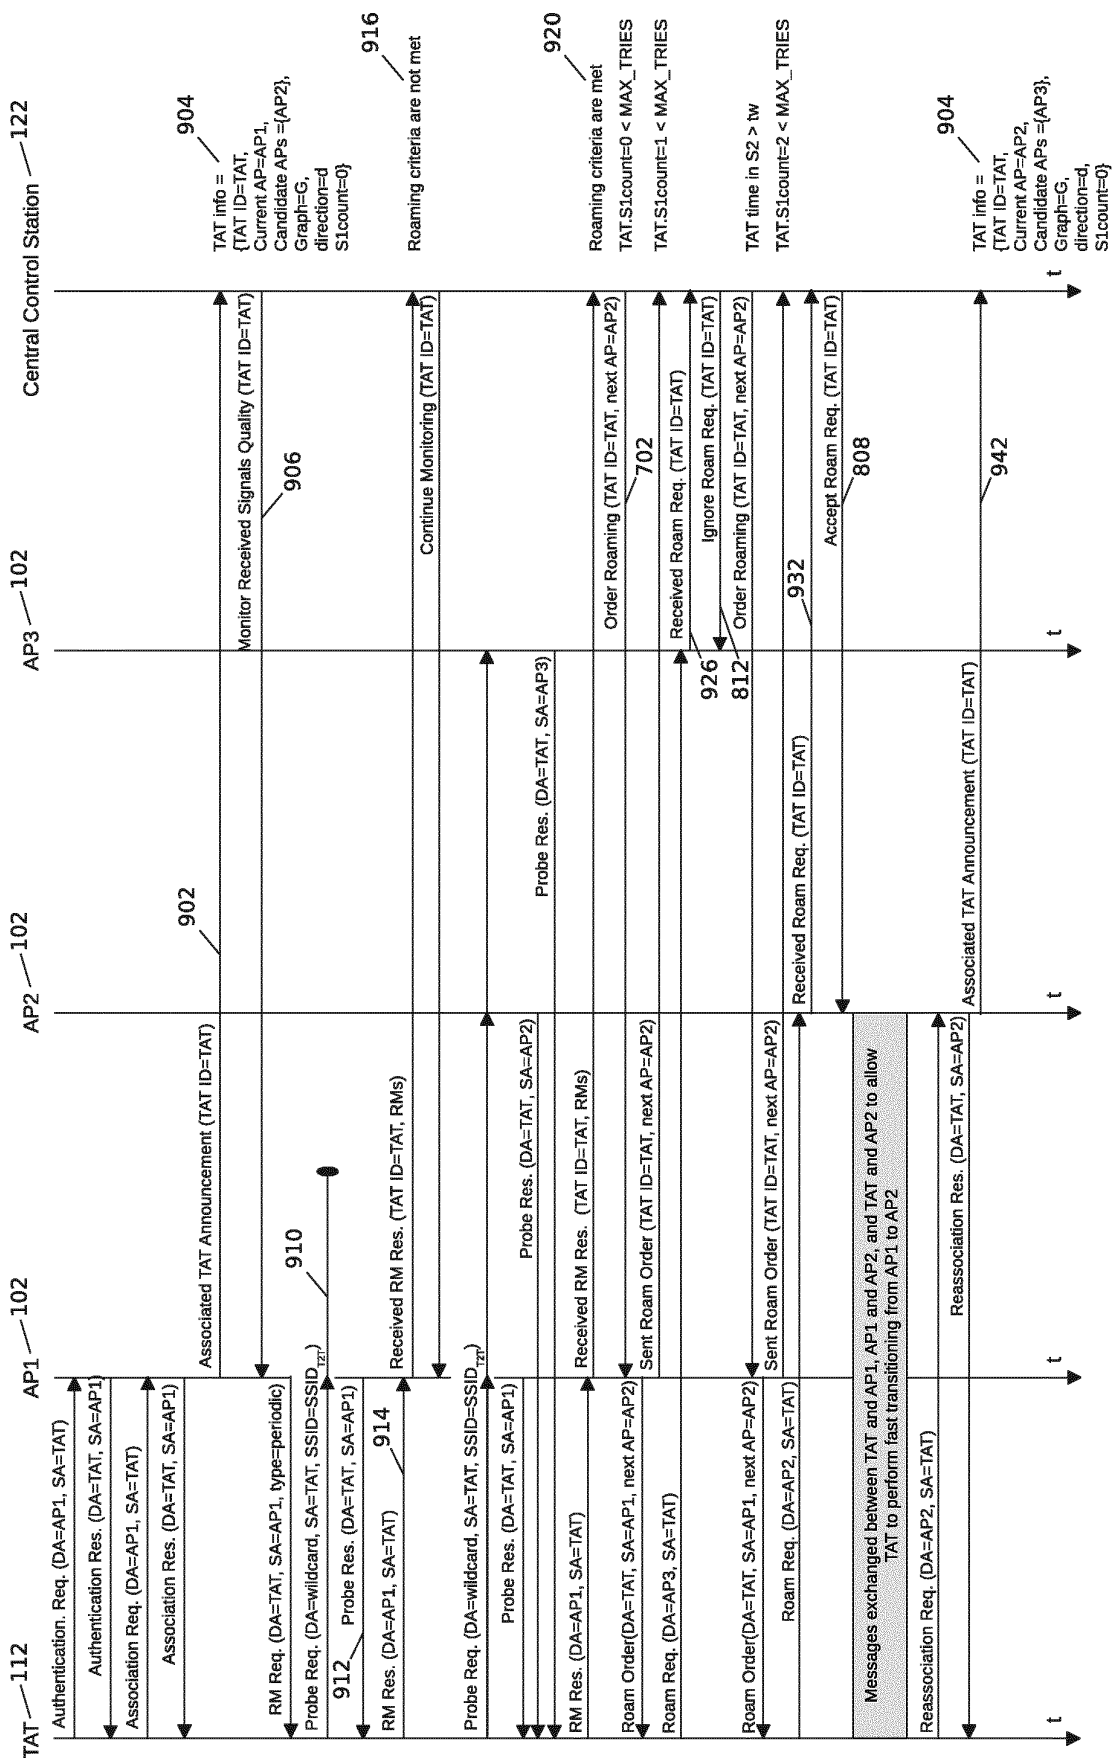 TAT 112
AP1 102
AP2 102
AP3 102
Central Control Station 122
Authentication. Req. (DA=AP1, SA=TAT)
Authentication Res. (DA=TAT, SA=AP1)
Association Req. (DA=AP1, SA=TAT)
Association Res. (DA=TAT, SA=AP1)
Associated TAT Announcement (TAT ID=TAT)
902
TAT info =
{TAT ID=TAT,
Current AP=AP1,
Candidate APs ={AP2},
Graph=G,
direction=d
S1count=0}
904
Monitor Received Signals Quality (TAT ID=TAT)
906
RM Req. (DA=TAT, SA=AP1, type=periodic)
Probe Req. (DA=wildcard, SA=TAT, SSID=SSID_T2T)
910
Probe Res. (DA=TAT, SA=AP1)
912
RM Res. (DA=AP1, SA=TAT)
914
Received RM Res. (TAT ID=TAT, RMs)
Roaming criteria are not met
916
Continue Monitoring (TAT ID=TAT)
Probe Req. (DA=wildcard, SA=TAT, SSID=SSID_T2T)
Probe Res. (DA=TAT, SA=AP1)
Probe Res. (DA=TAT, SA=AP2)
Probe Res. (DA=TAT, SA=AP3)
RM Res. (DA=AP1, SA=TAT)
Received RM Res. (TAT ID=TAT, RMs)
Roaming criteria are met
920
Order Roaming (TAT ID=TAT, next AP=AP2)
TAT.S1count=0 < MAX_TRIES
702
Roam Order(DA=TAT, SA=AP1, next AP=AP2)
Sent Roam Order (TAT ID=TAT, next AP=AP2)
TAT.S1count=1 < MAX_TRIES
Roam Req. (DA=AP3, SA=TAT)
Received Roam Req. (TAT ID=TAT)
926
Ignore Roam Req. (TAT ID=TAT)
812
Order Roaming (TAT ID=TAT, next AP=AP2)
TAT time in S2 > tw
Roam Order(DA=TAT, SA=AP1, next AP=AP2)
Sent Roam Order (TAT ID=TAT, next AP=AP2)
TAT.S1count=2 < MAX_TRIES
Roam Req. (DA=AP2, SA=TAT)
Received Roam Req. (TAT ID=TAT)
932
Accept Roam Req. (TAT ID=TAT)
808
Messages exchanged between TAT and AP1, AP1 and AP2, and TAT and AP2 to allow
TAT to perform fast transitioning from AP1 to AP2
Reassociation Req. (DA=AP2, SA=TAT)
Reassociation Res. (DA=TAT, SA=AP2)
Associated TAT Announcement (TAT ID=TAT)
942
TAT info =
{TAT ID=TAT,
Current AP=AP2,
Candidate APs ={AP3},
Graph=G,
direction=d,
S1count=0}
904
t
t
t
t
t